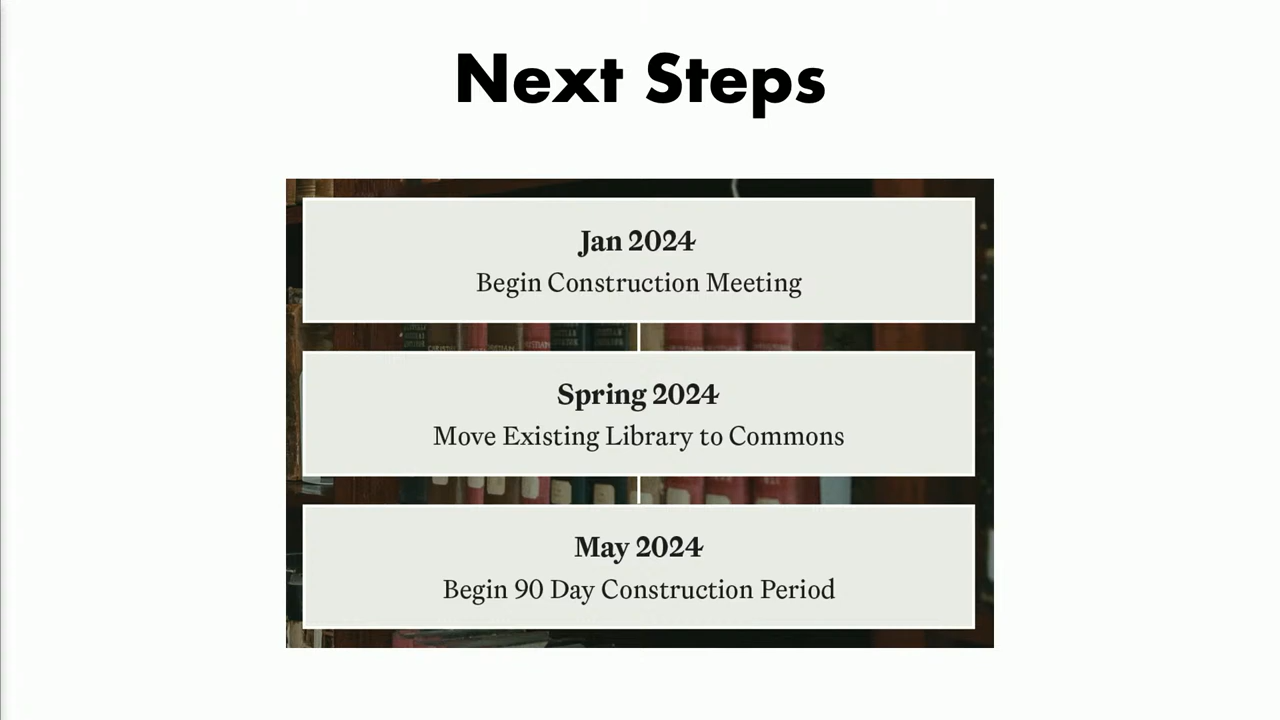 Next Steps
Jan 2024
Begin Construction Meeting
Spring 2024
Move Existing Library to Commons
May 2024
Begin 90 Day Construction Period